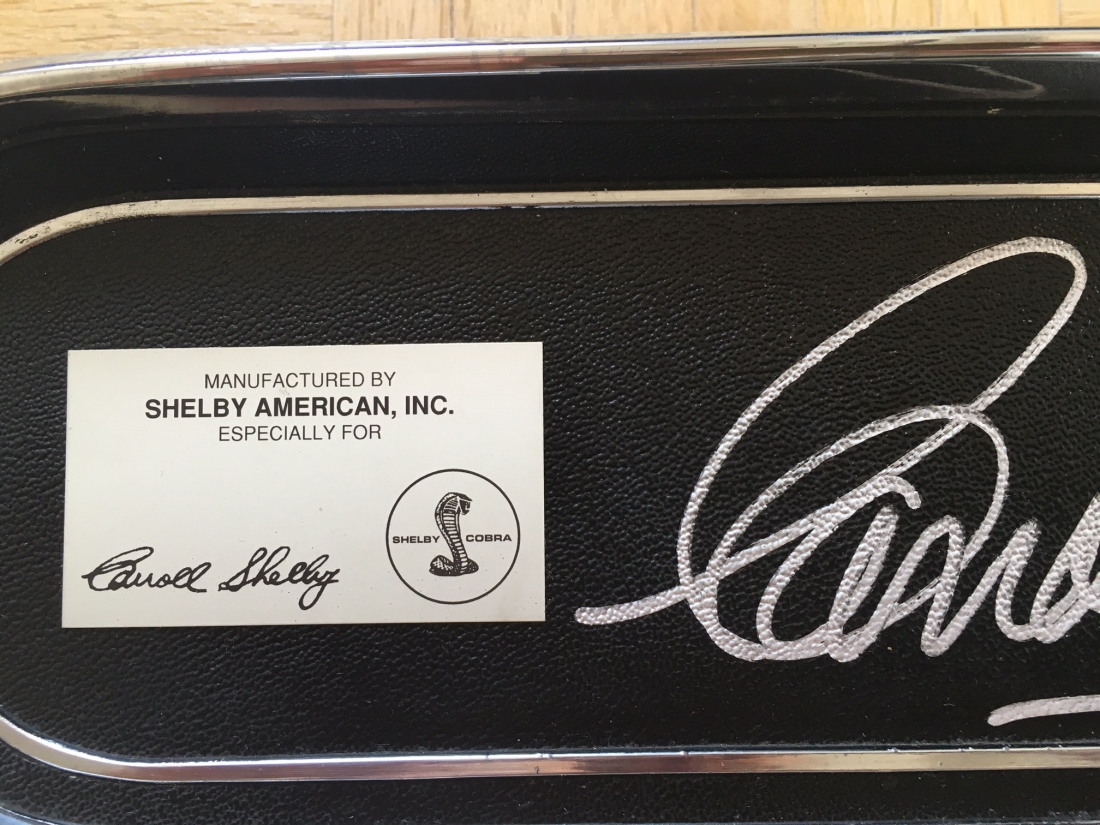 MANUFACTURED BY
SHELBY AMERICAN, INC.
ESPECIALLY FOR
SHELBY COBRA
Carroll Shelby